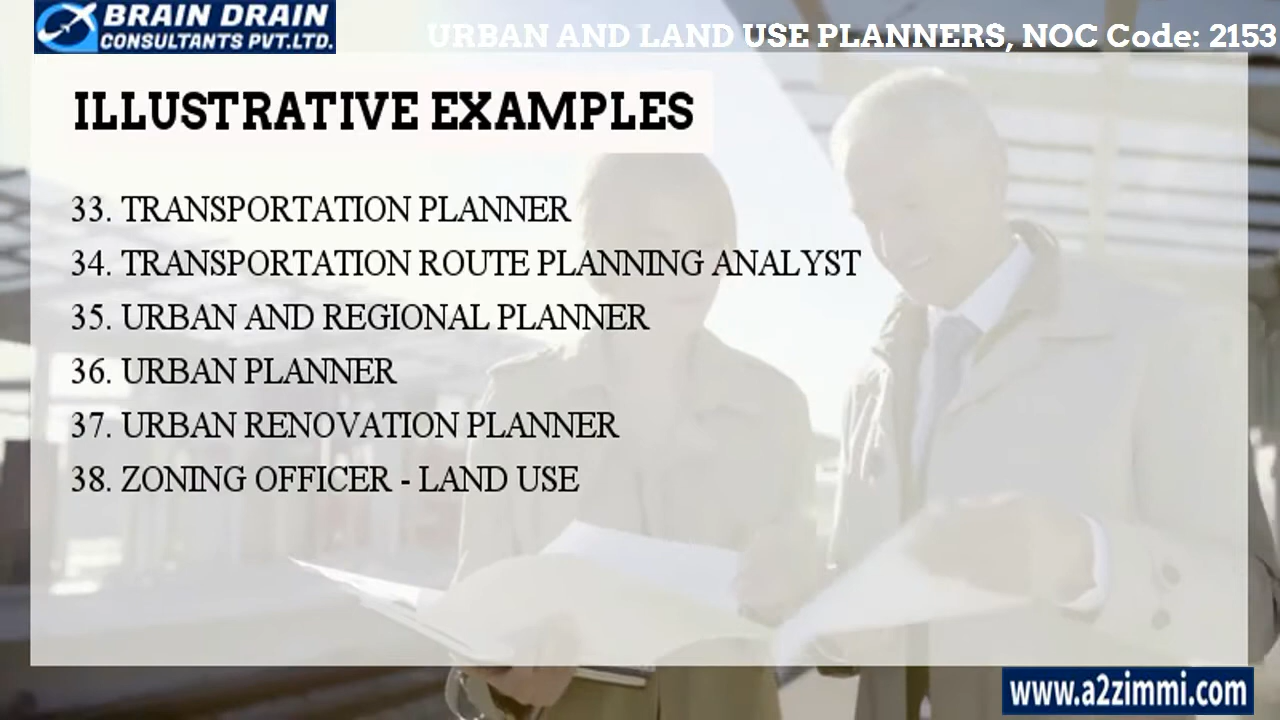 BRAIN DRAIN
CONSULTANTS PVT.LTD.
URBAN AND LAND USE PLANNERS, NOC Code: 2153
ILLUSTRATIVE EXAMPLES
33. TRANSPORTATION PLANNER
34. TRANSPORTATION ROUTE PLANNING ANALYST
35. URBAN AND REGIONAL PLANNER
36. URBAN PLANNER
37. URBAN RENOVATION PLANNER
38. ZONING OFFICER - LAND USE
www.a2zimmi.com